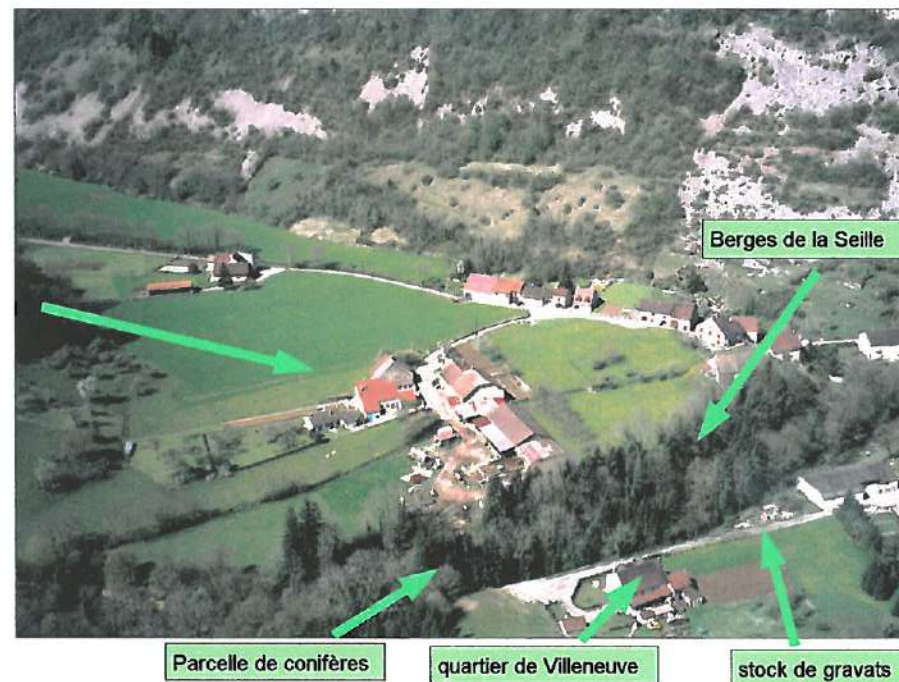 Berges de la Seille
Parcelle de conifères
quartier de Villeneuve
stock de gravats